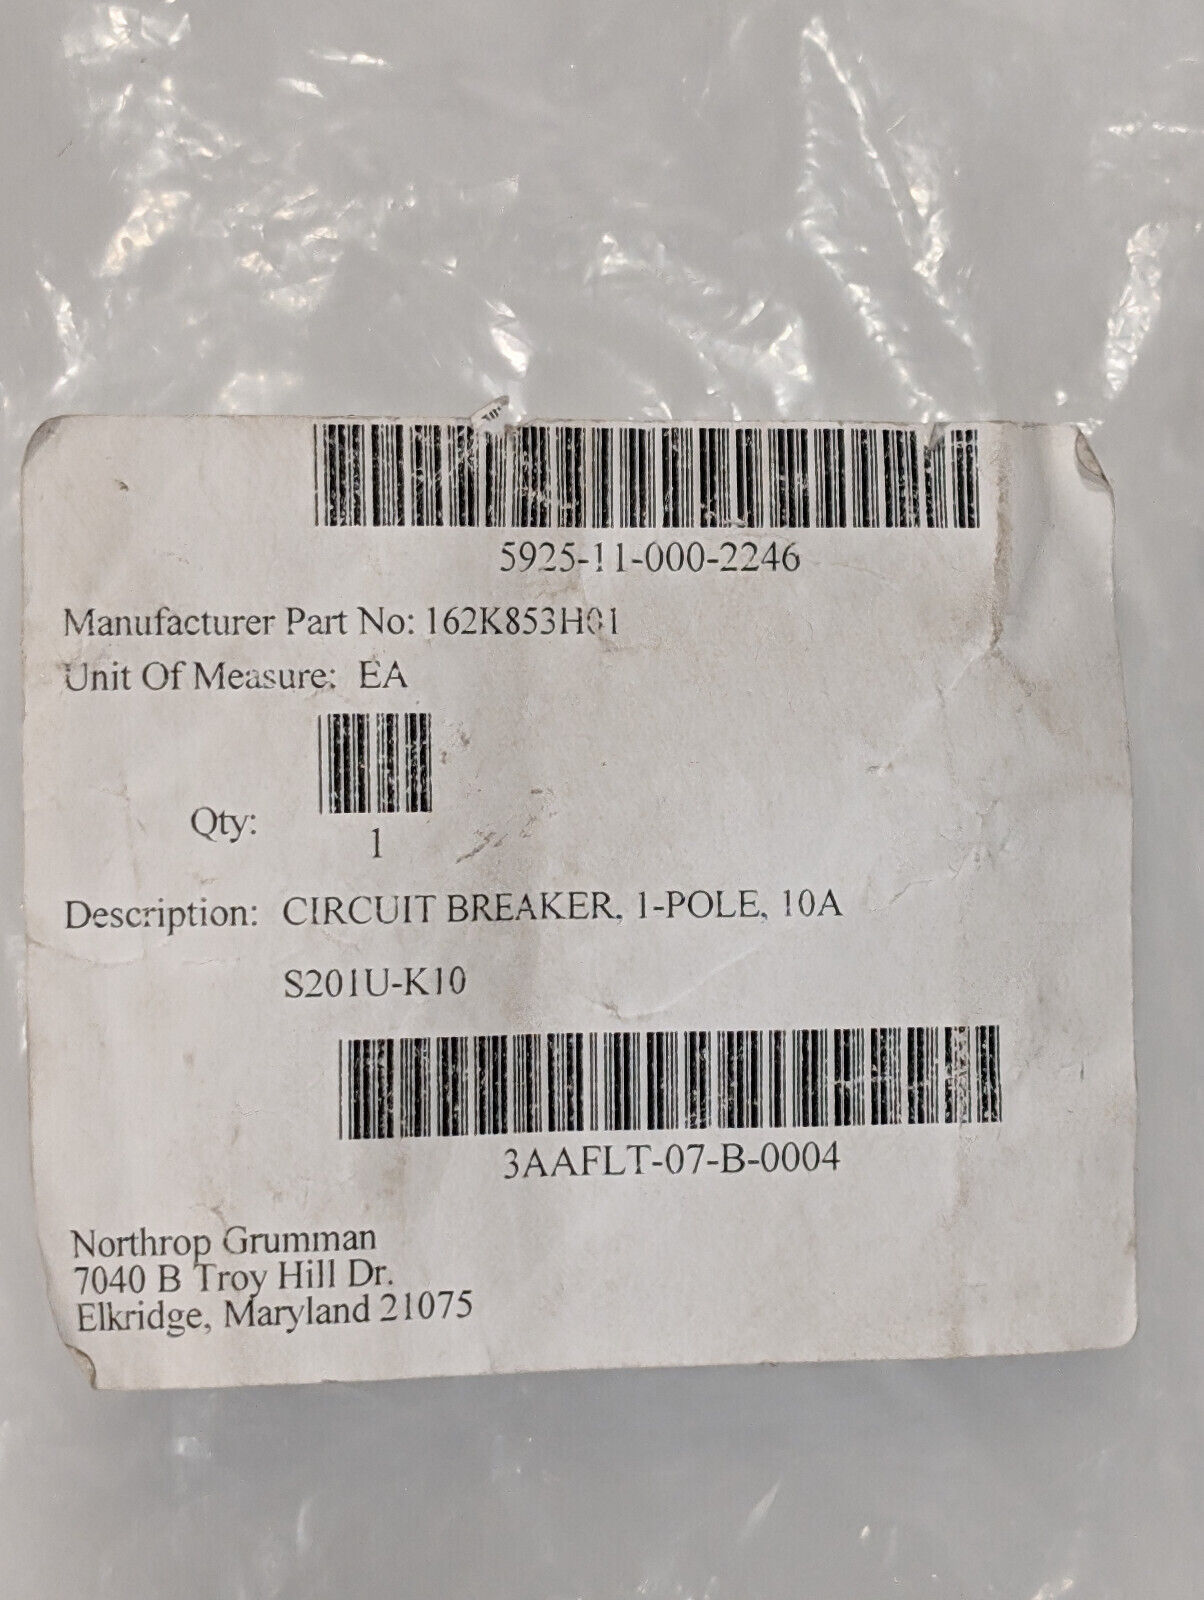 5925-11-000-2246
Manufacturer Part No: 162K853H01
Unit Of Measure: EA
Qty:
1
Description: CIRCUIT BREAKER, 1-POLE, 10A
S201U-K10
3AAFLT-07-B-0004
Northrop Grumman
7040 B Troy Hill Dr.
Elkridge, Maryland 21075